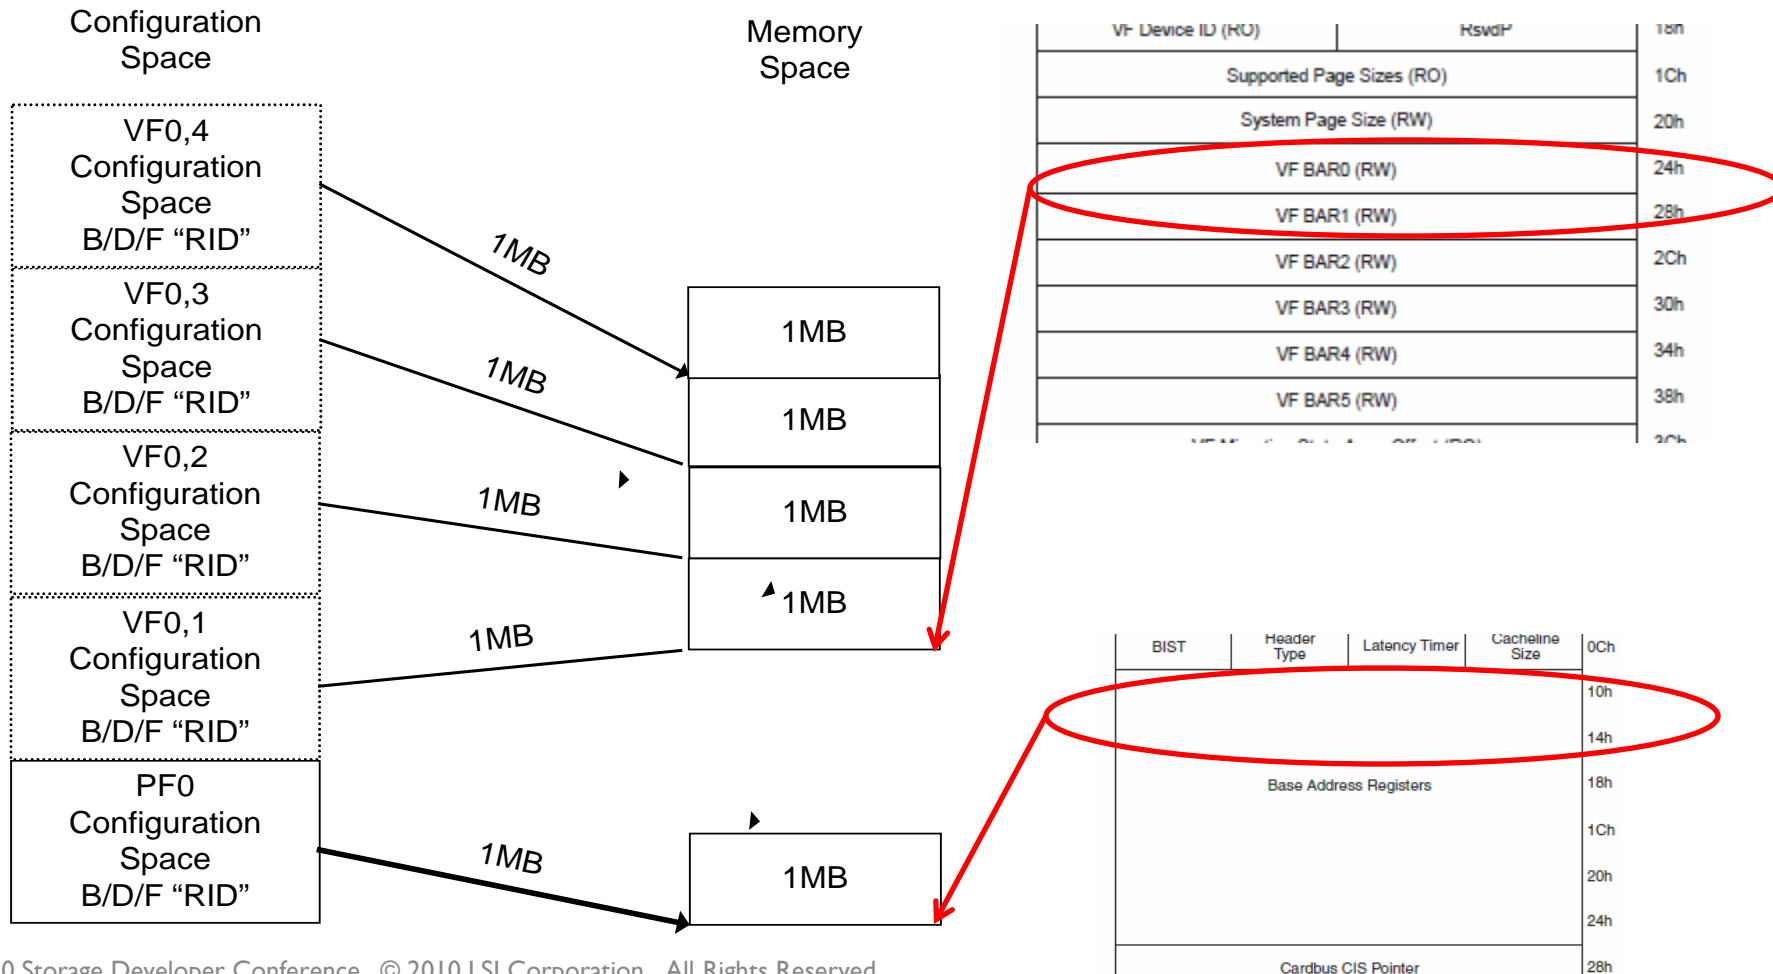 Configuration
Space
VF0,4
Configuration
Space
B/D/F “RID”
VF0,3
Configuration
Space
B/D/F “RID”
VF0,2
Configuration
Space
B/D/F “RID”
VF0,1
Configuration
Space
B/D/F “RID”
PF0
Configuration
Space
B/D/F “RID”
1MB
1MB
1MB
1MB
1MB
Memory
Space
1MB
1MB
1MB
1MB
1MB
VF Device ID (RO) RsvdP 18h
Supported Page Sizes (RO) 1Ch
System Page Size (RW) 20h
VF BAR0 (RW) 24h
VF BAR1 (RW) 28h
VF BAR2 (RW) 2Ch
VF BAR3 (RW) 30h
VF BAR4 (RW) 34h
VF BAR5 (RW) 38h
3Ch
BIST Header Type Latency Timer Cacheline Size 0Ch
10h
14h
Base Address Registers 18h
1Ch
20h
24h
Cardbus CIS Pointer 28h
0 Storage Developer Conference. © 2010 LSI Corporation. All Rights Reserved